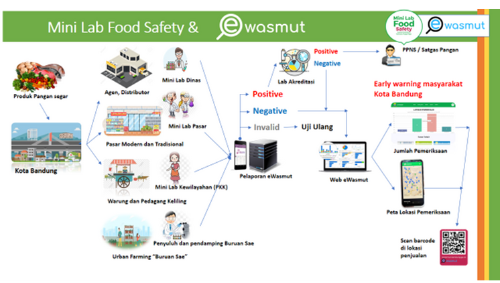 Mini Lab Food Safety & ewasmut
Mini Lab
Food
Safety
ewasmut
Produk Pangan segar
Kota Bandung
Agen, Distributor
Pasar Modern dan Tradisional
Warung dan Pedagang Keliling
Urban Farming "Buruan Sae"
Mini Lab Dinas
Mini Lab Pasar
Mini Lab Kewilayahan (PKK)
Penyuluh dan pendamping Buruan Sae
Positive
Negative
Invalid
Uji Ulang
Pelaporan eWasmut
Lab Akreditasi
Positive
Negative
PPNS / Satgas Pangan
Web eWasmut
Early warning masyarakat
Kota Bandung
Jumlah Pemeriksaan
Peta Lokasi Pemeriksaan
Scan barcode
di lokasi
penjualan